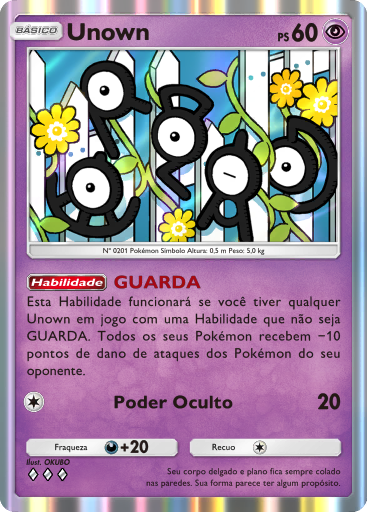 BÁSICO Unown PS 60
Nº 0201 Pokémon Símbolo Altura: 0,5 m Peso: 5,0 kg
Habilidade GUARDA
Esta Habilidade funcionará se você tiver qualquer
Unown em jogo com uma Habilidade que não seja
GUARDA. Todos os seus Pokémon recebem −10
pontos de dano de ataques dos Pokémon do seu
oponente.
Poder Oculto 20
Fraqueza +20 Recuo
Ilust. OKUBO
Seu corpo delgado e plano fica sempre colado
nas paredes. Sua forma parece ter algum propósito.